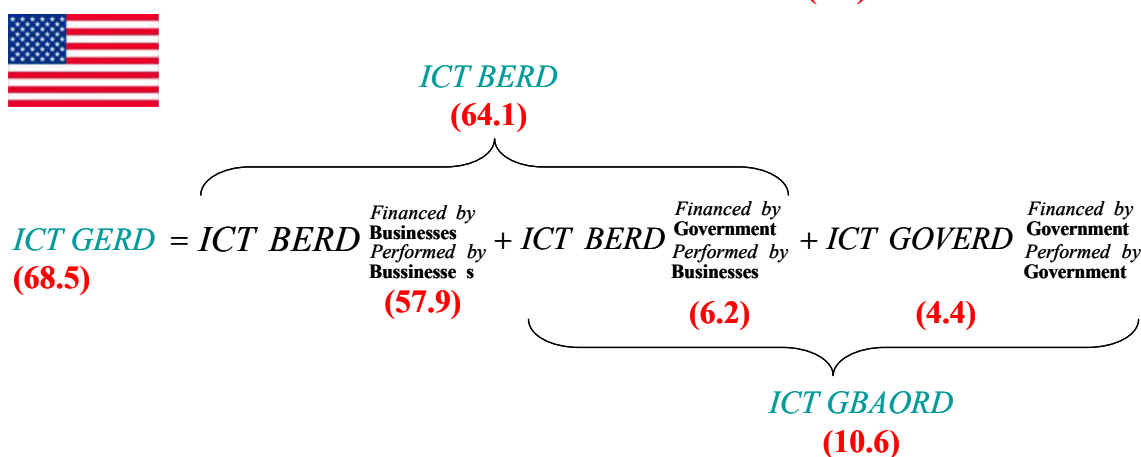 ICT BERD
(64.1)
ICT GERD = ICT BERD Financed by Businesses Performed by Bussinesse s + ICT BERD Financed by Government Performed by Businesses + ICT GOVERD Financed by Government Performed by Government
(68.5) (57.9) (6.2) (4.4)
ICT GBAORD
(10.6)